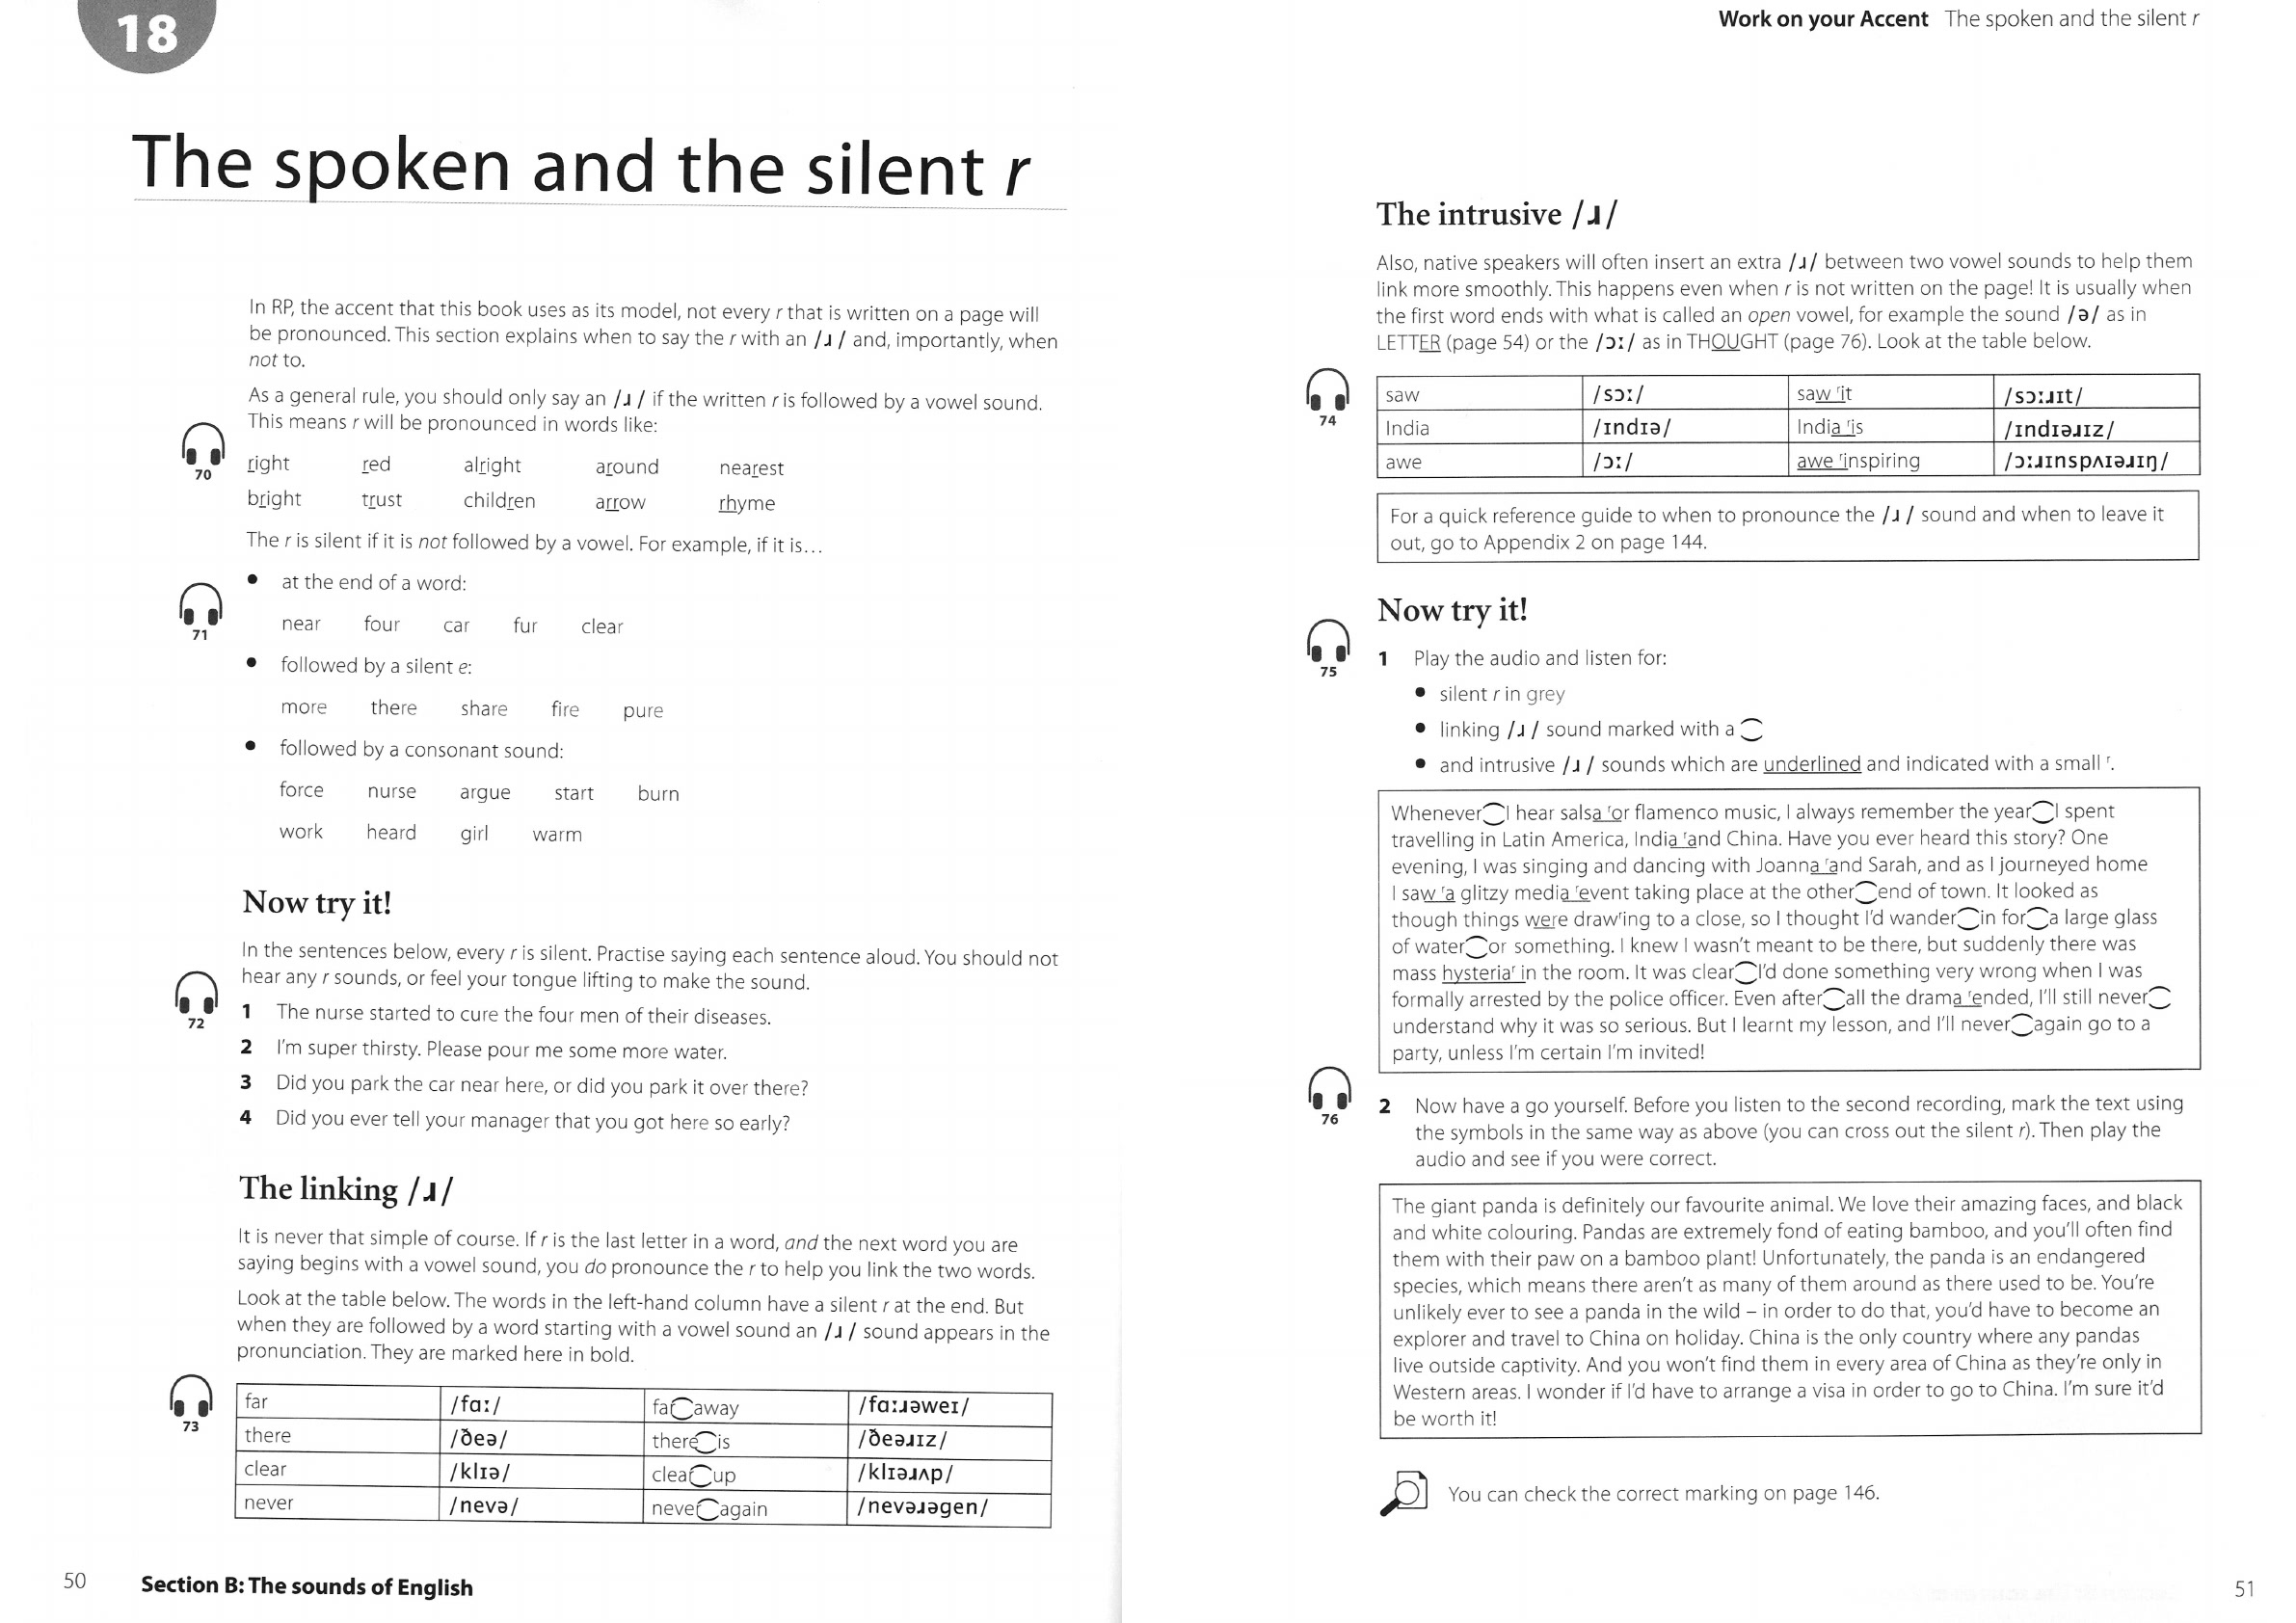 18
The spoken and the silent r
In RP, the accent that this book uses as its model, not every r that is written on a page will
be pronounced. This section explains when to say the r with an /ɹ/ and, importantly, when
not to.
As a general rule, you should only say an /ɹ/ if the written r is followed by a vowel sound.
This means r will be pronounced in words like:
70
right red alright around nearest
bright trust children arrow rhyme
The r is silent if it is not followed by a vowel. For example, if it is…
71
• at the end of a word:
near four car fur clear
• followed by a silent e:
more there share fire pure
• followed by a consonant sound:
force nurse argue start burn
work heard girl warm
Now try it!
In the sentences below, every r is silent. Practise saying each sentence aloud. You should not
hear any r sounds, or feel your tongue lifting to make the sound.
72
1 The nurse started to cure the four men of their diseases.
2 I'm super thirsty. Please pour me some more water.
3 Did you park the car near here, or did you park it over there?
4 Did you ever tell your manager that you got here so early?
The linking /ɹ/
It is never that simple of course. If r is the last letter in a word, and the next word you are
saying begins with a vowel sound, you do pronounce the r to help you link the two words.
Look at the table below. The words in the left-hand column have a silent r at the end. But
when they are followed by a word starting with a vowel sound an /ɹ/ sound appears in the
pronunciation. They are marked here in bold.
73
far /fɑː/ far‿away /fɑːɹəweɪ/
there /ðeə/ there‿is /ðeəɹɪz/
clear /klɪə/ clear‿up /klɪəɹʌp/
never /nevə/ never‿again /nevəɹəgen/
50 Section B: The sounds of English
Work on your Accent The spoken and the silent r
The intrusive /ɹ/
Also, native speakers will often insert an extra /ɹ/ between two vowel sounds to help them
link more smoothly. This happens even when r is not written on the page! It is usually when
the first word ends with what is called an open vowel, for example the sound /ə/ as in
LETTER (page 54) or the /ɔː/ as in THOUGHT (page 76). Look at the table below.
74
saw /sɔː/ saw ʳit /sɔːɹɪt/
India /ɪndɪə/ India ʳis /ɪndɪəɹɪz/
awe /ɔː/ awe ʳinspiring /ɔːɹɪnspʌɪəɹɪŋ/
For a quick reference guide to when to pronounce the /ɹ/ sound and when to leave it
out, go to Appendix 2 on page 144.
Now try it!
75
1 Play the audio and listen for:
• silent r in grey
• linking /ɹ/ sound marked with a ‿
• and intrusive /ɹ/ sounds which are underlined and indicated with a small ʳ.
Whenever‿I hear salsa ʳor flamenco music, I always remember the year‿I spent
travelling in Latin America, India ʳand China. Have you ever heard this story? One
evening, I was singing and dancing with Joanna ʳand Sarah, and as I journeyed home
I saw ʳa glitzy media ʳevent taking place at the other‿end of town. It looked as
though things were drawʳing to a close, so I thought I'd wander‿in for‿a large glass
of water‿or something. I knew I wasn't meant to be there, but suddenly there was
mass hysteriaʳ in the room. It was clear‿I'd done something very wrong when I was
formally arrested by the police officer. Even after‿all the drama ʳended, I'll still never‿
understand why it was so serious. But I learnt my lesson, and I'll never‿again go to a
party, unless I'm certain I'm invited!
76
2 Now have a go yourself. Before you listen to the second recording, mark the text using
the symbols in the same way as above (you can cross out the silent r). Then play the
audio and see if you were correct.
The giant panda is definitely our favourite animal. We love their amazing faces, and black
and white colouring. Pandas are extremely fond of eating bamboo, and you'll often find
them with their paw on a bamboo plant! Unfortunately, the panda is an endangered
species, which means there aren't as many of them around as there used to be. You're
unlikely ever to see a panda in the wild – in order to do that, you'd have to become an
explorer and travel to China on holiday. China is the only country where any pandas
live outside captivity. And you won't find them in every area of China as they're only in
Western areas. I wonder if I'd have to arrange a visa in order to go to China. I'm sure it'd
be worth it!
You can check the correct marking on page 146.
51